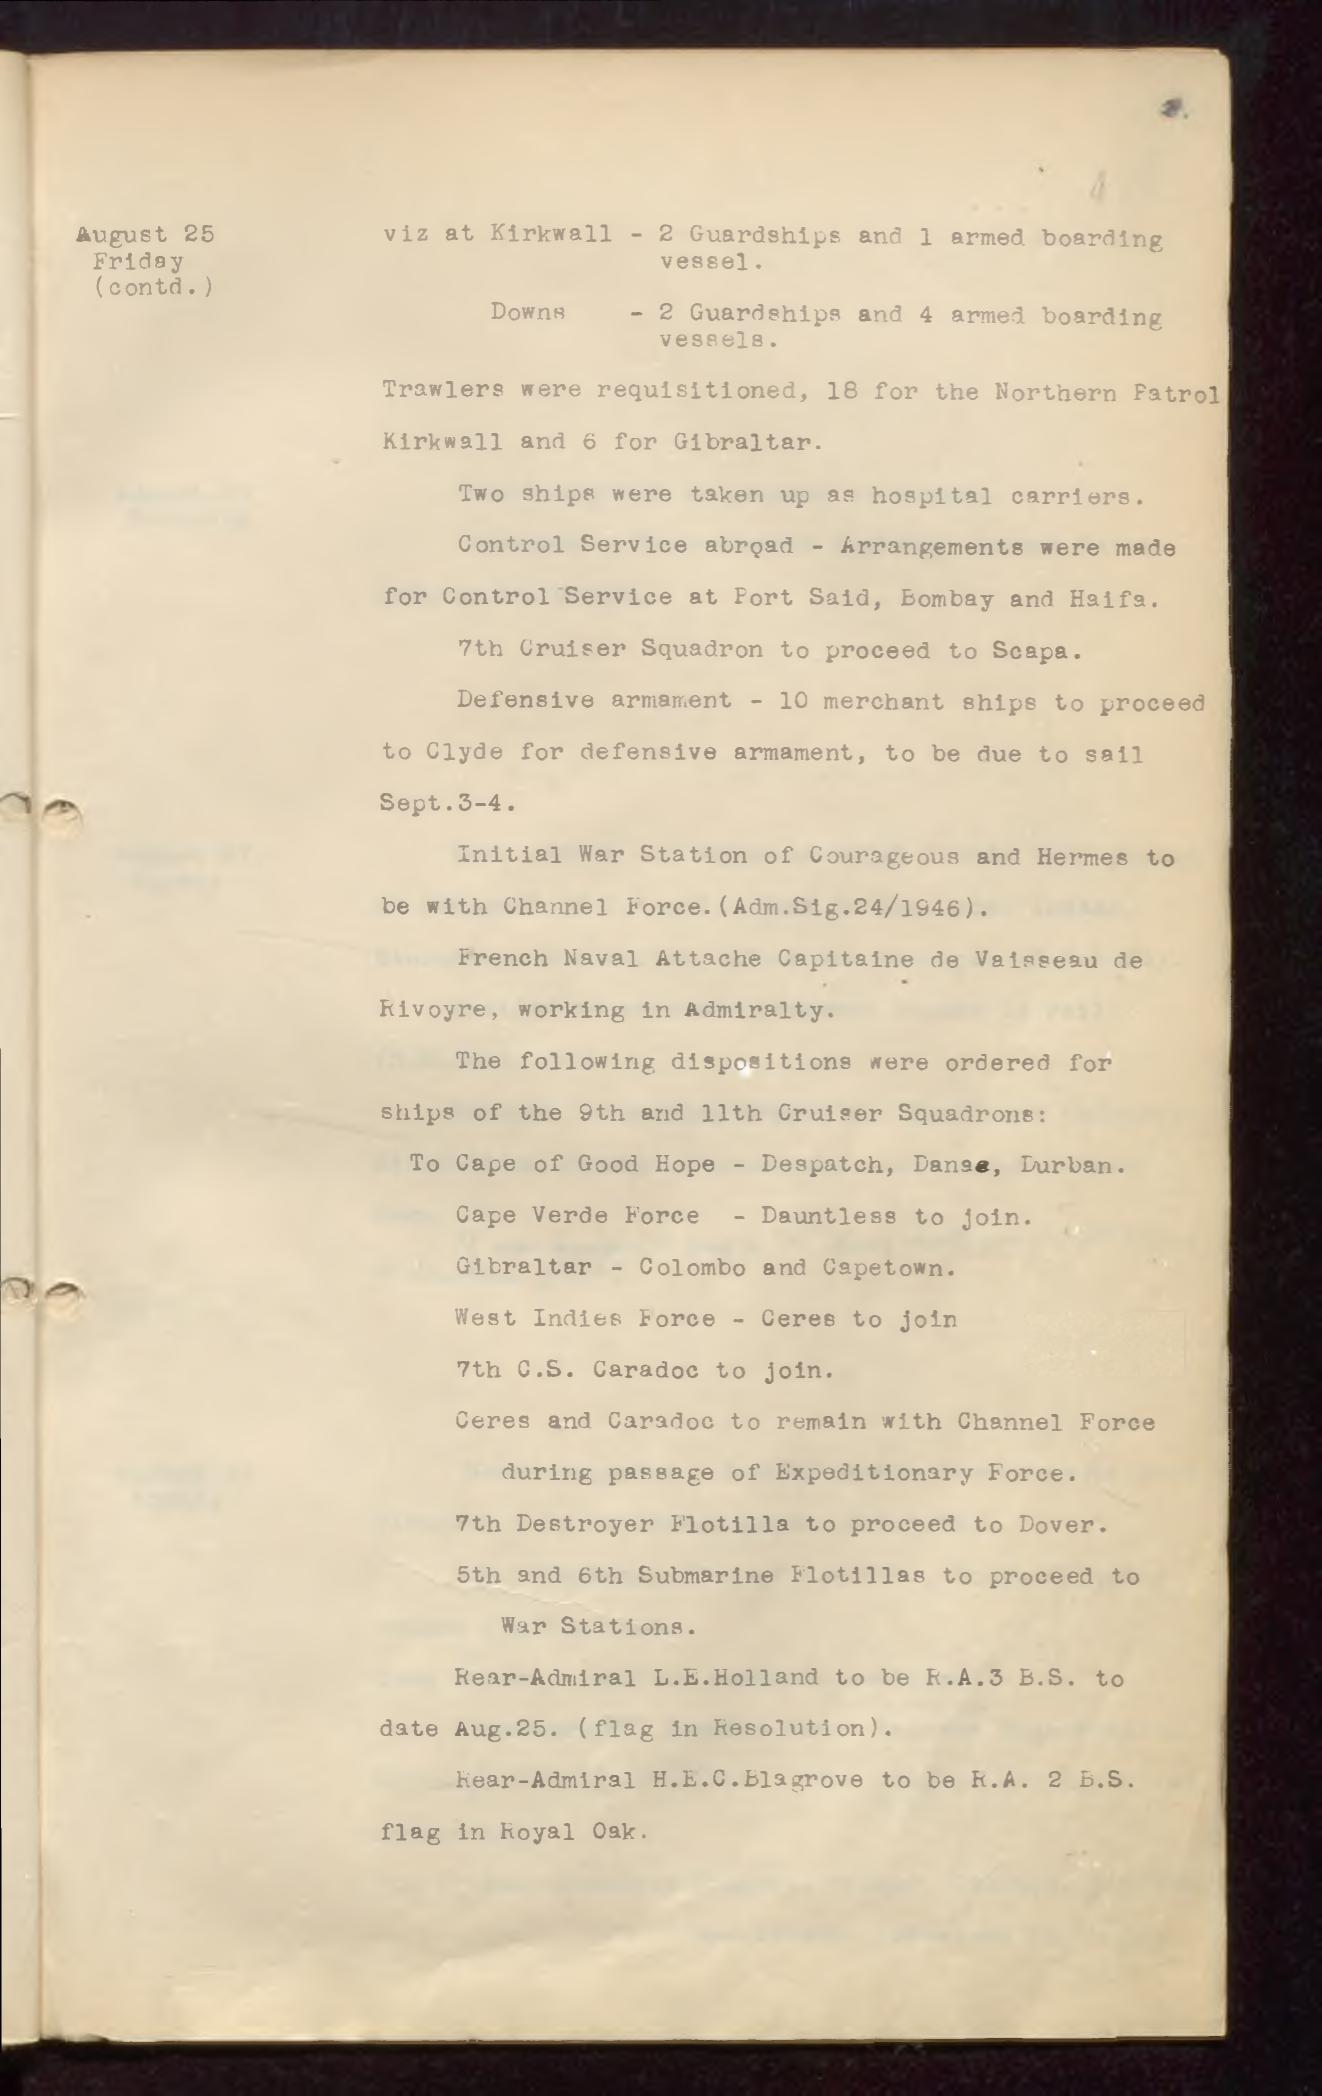 4
August 25
Friday
(contd.)
viz at Kirkwall - 2 Guardships and 1 armed boarding
vessel.
Downs - 2 Guardships and 4 armed boarding
vessels.
Trawlers were requisitioned, 18 for the Northern Patrol
Kirkwall and 6 for Gibraltar.
Two ships were taken up as hospital carriers.
Control Service abroad - Arrangements were made
for Control Service at Port Said, Bombay and Haifa.
7th Cruiser Squadron to proceed to Scapa.
Defensive armament - 10 merchant ships to proceed
to Clyde for defensive armament, to be due to sail
Sept.3-4.
Initial War Station of Courageous and Hermes to
be with Channel Force.(Adm.Sig.24/1946).
French Naval Attache Capitaine de Vaisseau de
Rivoyre, working in Admiralty.
The following dispositions were ordered for
ships of the 9th and 11th Cruiser Squadrons:
To Cape of Good Hope - Despatch, Danae, Durban.
Cape Verde Force - Dauntless to join.
Gibraltar - Colombo and Capetown.
West Indies Force - Ceres to join
7th C.S. Caradoc to join.
Ceres and Caradoc to remain with Channel Force
during passage of Expeditionary Force.
7th Destroyer Flotilla to proceed to Dover.
5th and 6th Submarine Flotillas to proceed to
War Stations.
Rear-Admiral L.E.Holland to be R.A.3 B.S. to
date Aug.25. (flag in Resolution).
Rear-Admiral H.E.C.Blagrove to be R.A. 2 B.S.
flag in Royal Oak.